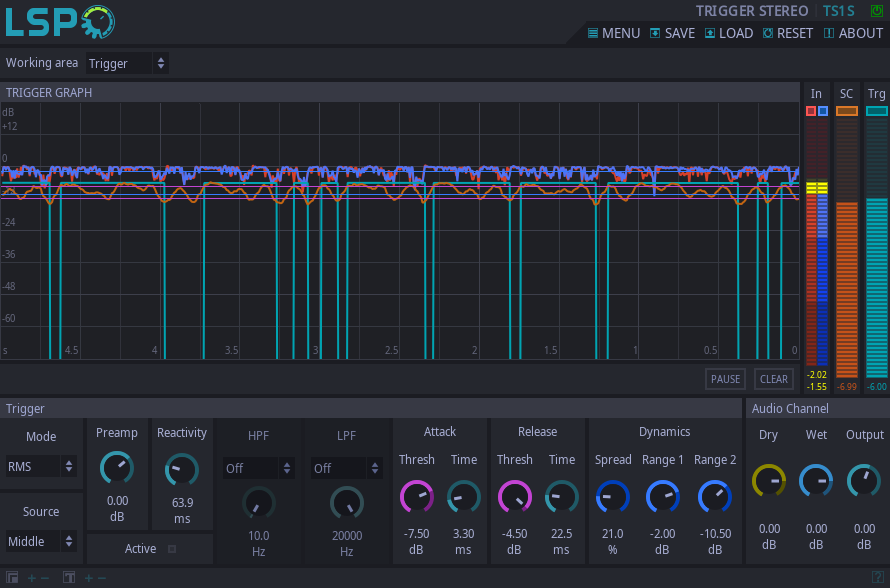 LSP
TRIGGER STEREO TS1S
MENU SAVE LOAD RESET ABOUT
Working area Trigger
TRIGGER GRAPH
In SC Trg
dB
+12
0
-24
-36
-48
-60
s 4.5 4 3.5 3 2.5 2 1.5 1 0.5 0
-2.02
-1.55 -6.99 -6.00
PAUSE CLEAR
Trigger
Audio Channel
Mode Preamp Reactivity HPF LPF Attack Release Dynamics
Dry Wet Output
Thresh Time Thresh Time Spread Range 1 Range 2
RMS Off Off
0.00 dB
63.9 ms
Source
Middle
Active
10.0 Hz
20000 Hz
-7.50 dB
3.30 ms
-4.50 dB
22.5 ms
21.0 %
-2.00 dB
-10.50 dB
0.00 dB
0.00 dB
0.00 dB